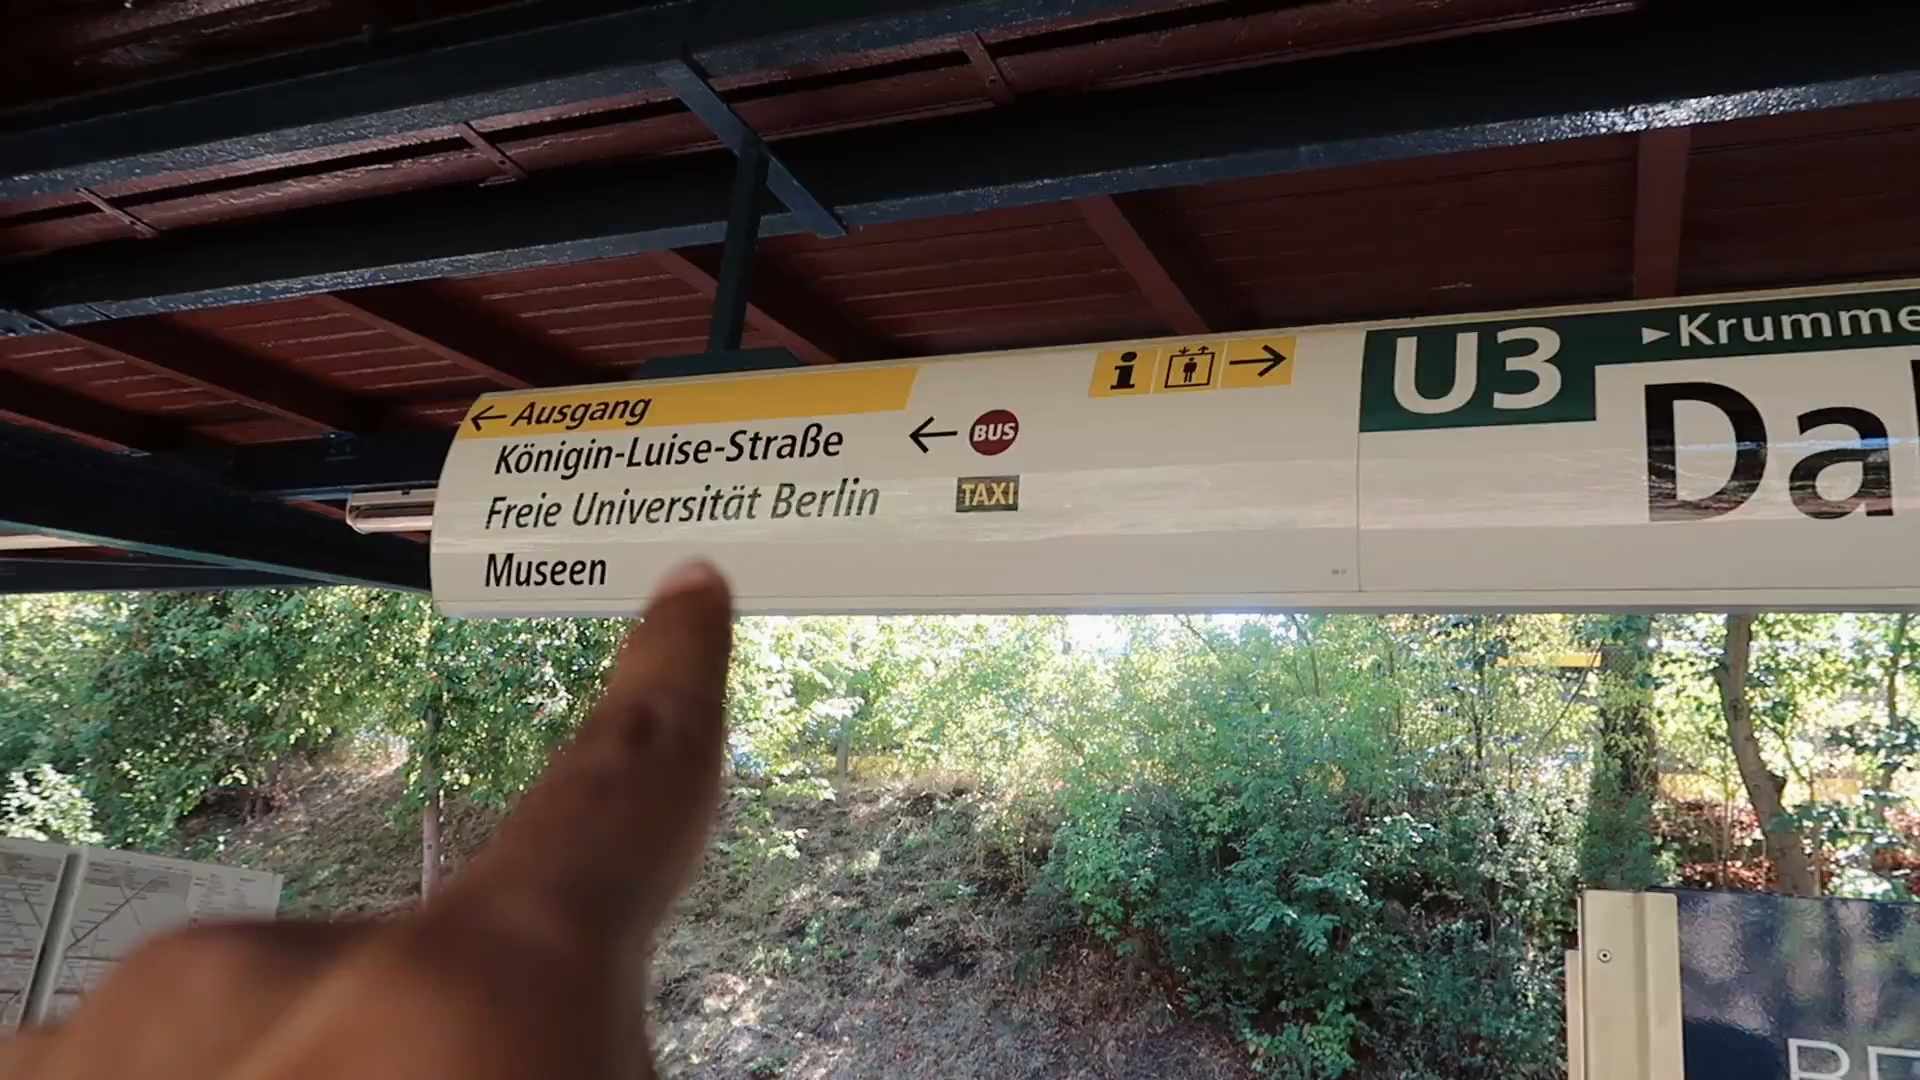 ← Ausgang
Königin-Luise-Straße
Freie Universität Berlin
Museen
← BUS
TAXI
i →
U3
Krumme
Da